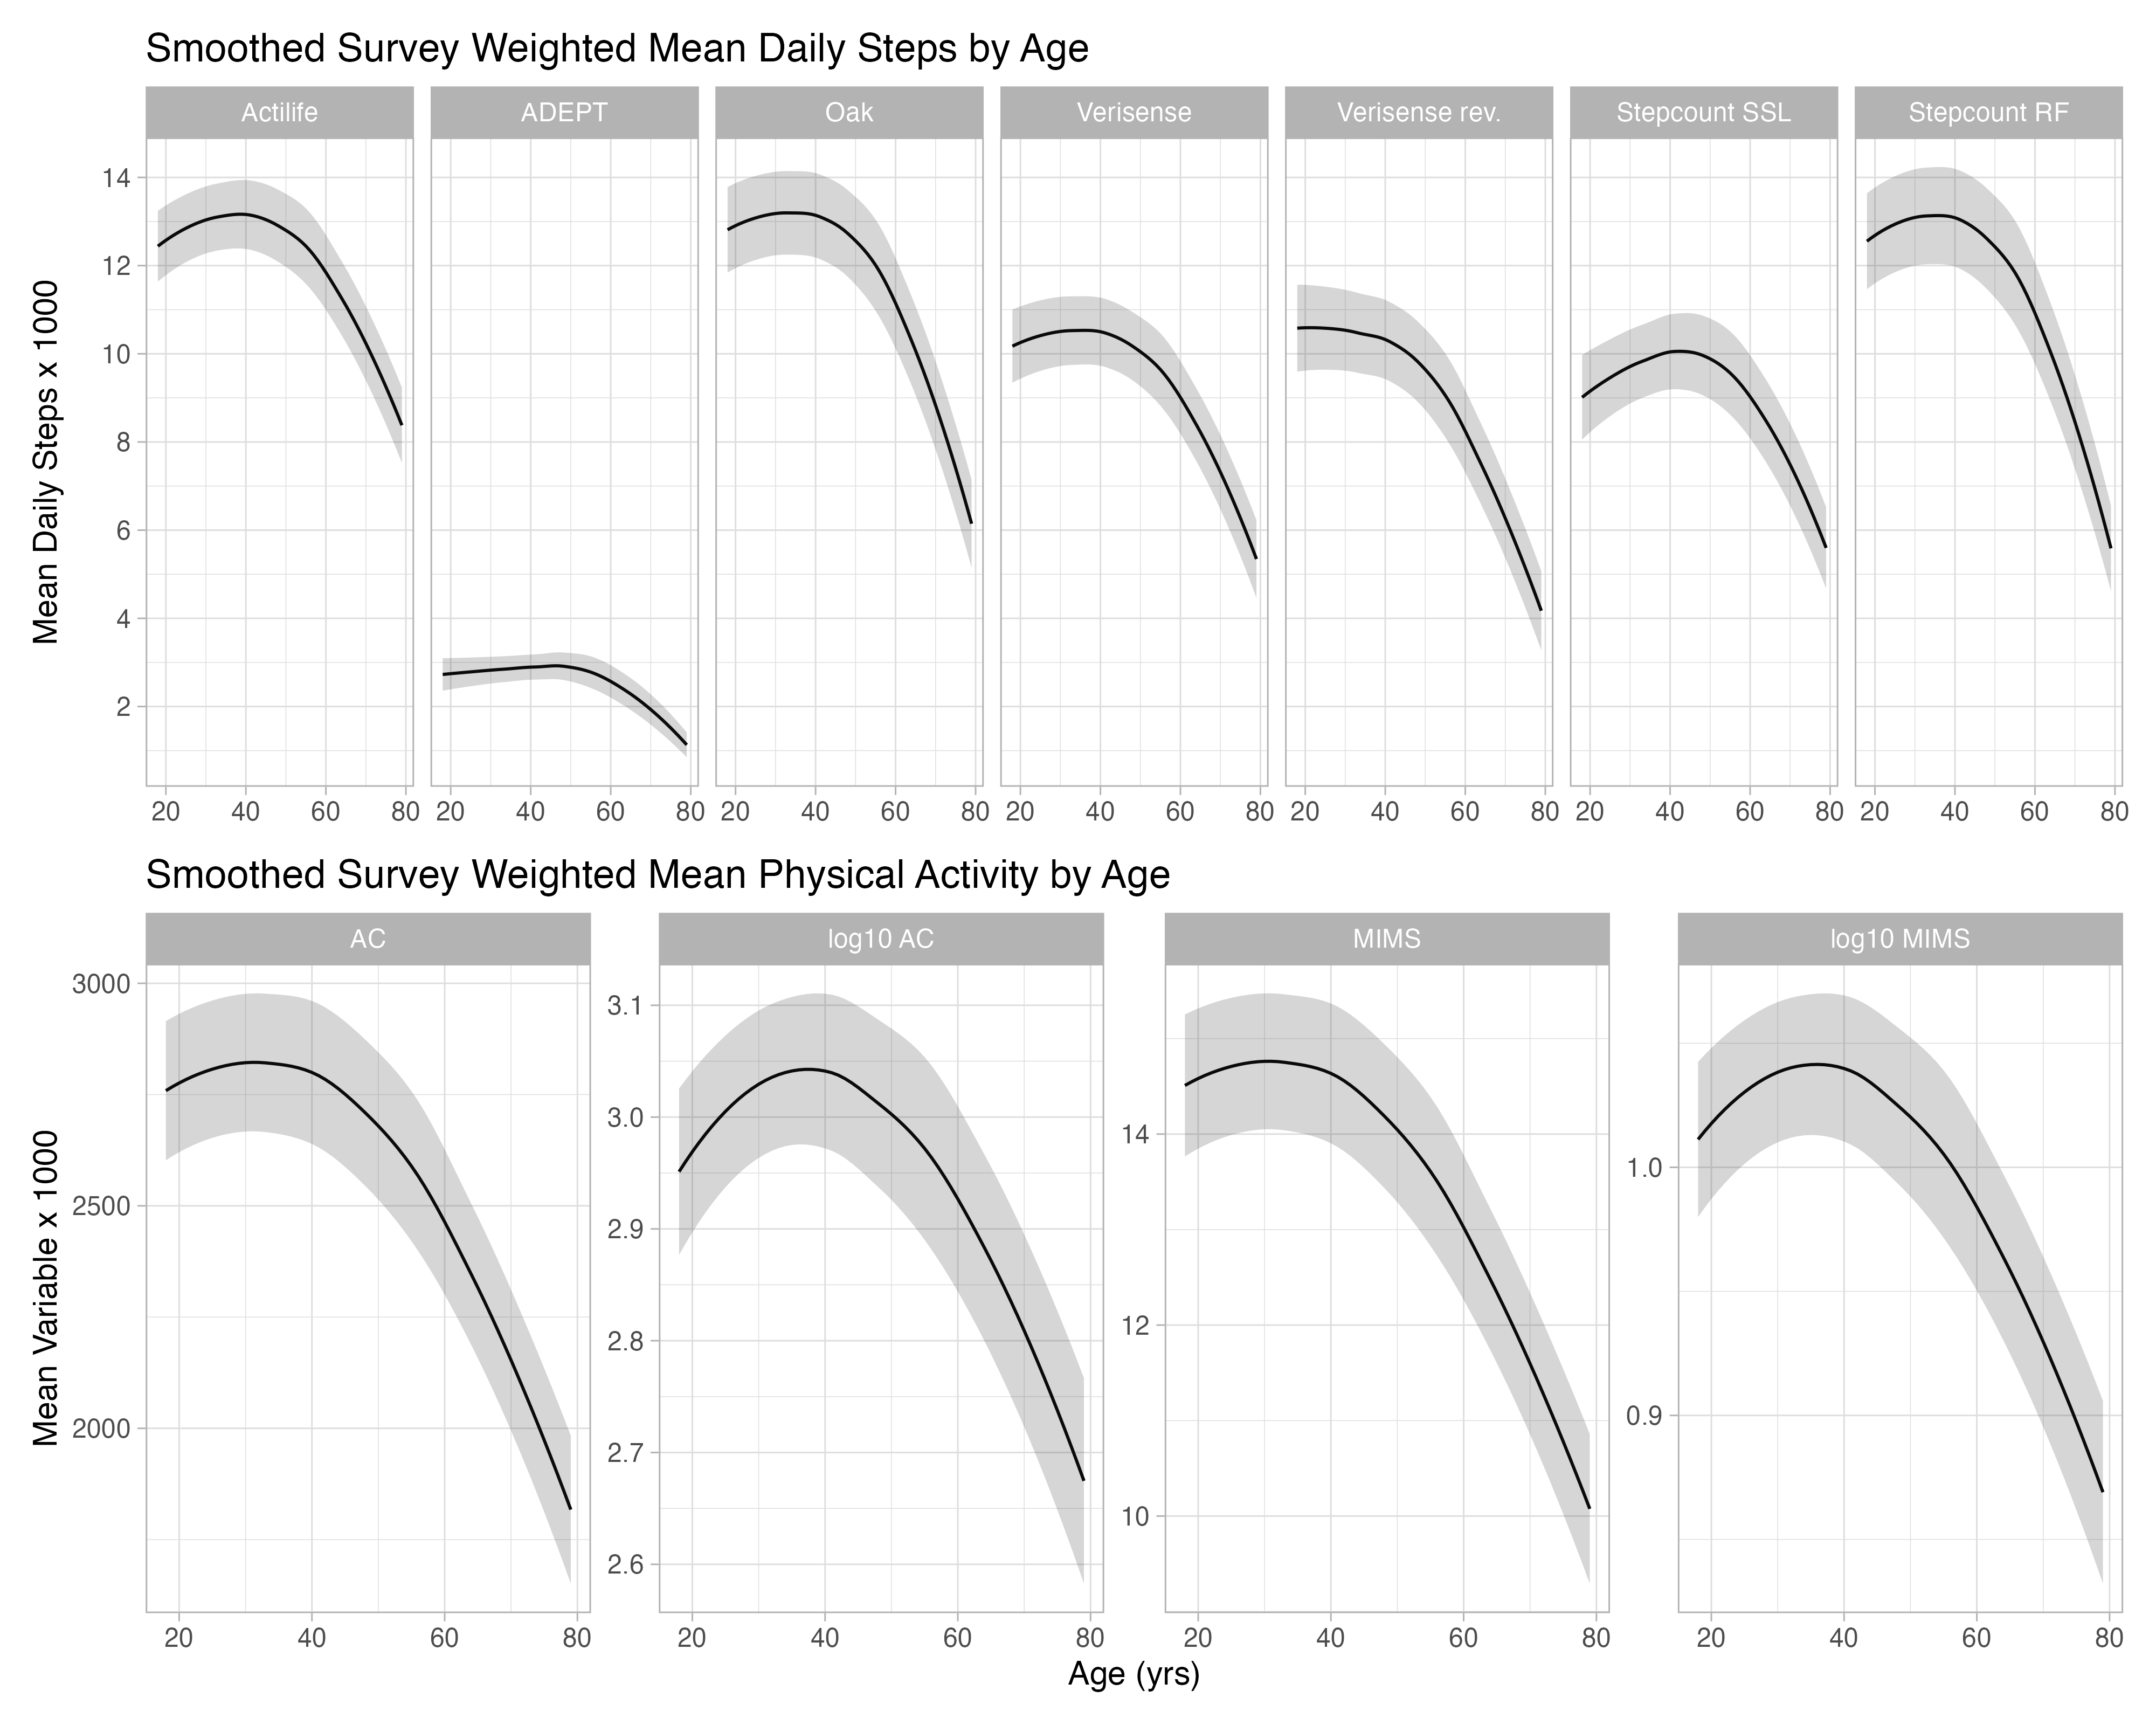 Smoothed Survey Weighted Mean Daily Steps by Age
Actilife ADEPT Oak Verisense Verisense rev. Stepcount SSL Stepcount RF
Mean Daily Steps x 1000
14
12
10
8
6
4
2
20 40 60 80 20 40 60 80 20 40 60 80 20 40 60 80 20 40 60 80 20 40 60 80 20 40 60 80
Smoothed Survey Weighted Mean Physical Activity by Age
AC log10 AC MIMS log10 MIMS
Mean Variable x 1000
3000
2500
2000
3.1
3.0
2.9
2.8
2.7
2.6
14
12
10
1.0
0.9
20 40 60 80 20 40 60 80 20 40 60 80 20 40 60 80
Age (yrs)